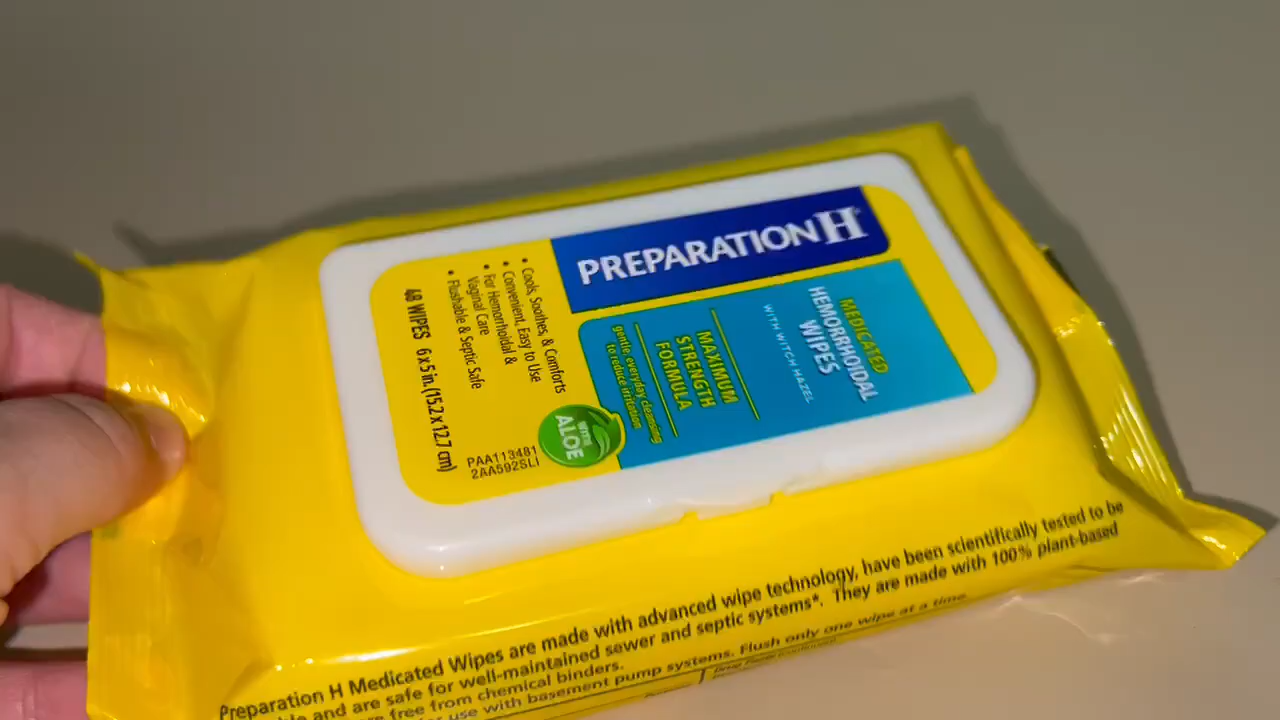 PREPARATION H
MEDICATED
HEMORRHOIDAL
WIPES
WITH WITCH HAZEL
MAXIMUM
STRENGTH
FORMULA
gentle, everyday cleansing
to reduce irritation
• Cools, Soothes, & Comforts
• Convenient, Easy to Use
• For Hemorrhoidal &
Vaginal Care
• Flushable & Septic Safe
48 WIPES 6 x 5 in. (15.2 x 12.7 cm)
WITH
ALOE
PAA113481
2AA592SL1
Preparation H Medicated Wipes are made with advanced wipe technology, have been scientifically tested to be
and are safe for well-maintained sewer and septic systems*. They are made with 100% plant-based
free from chemical binders.
use with basement pump systems. Flush only one wipe at a time.